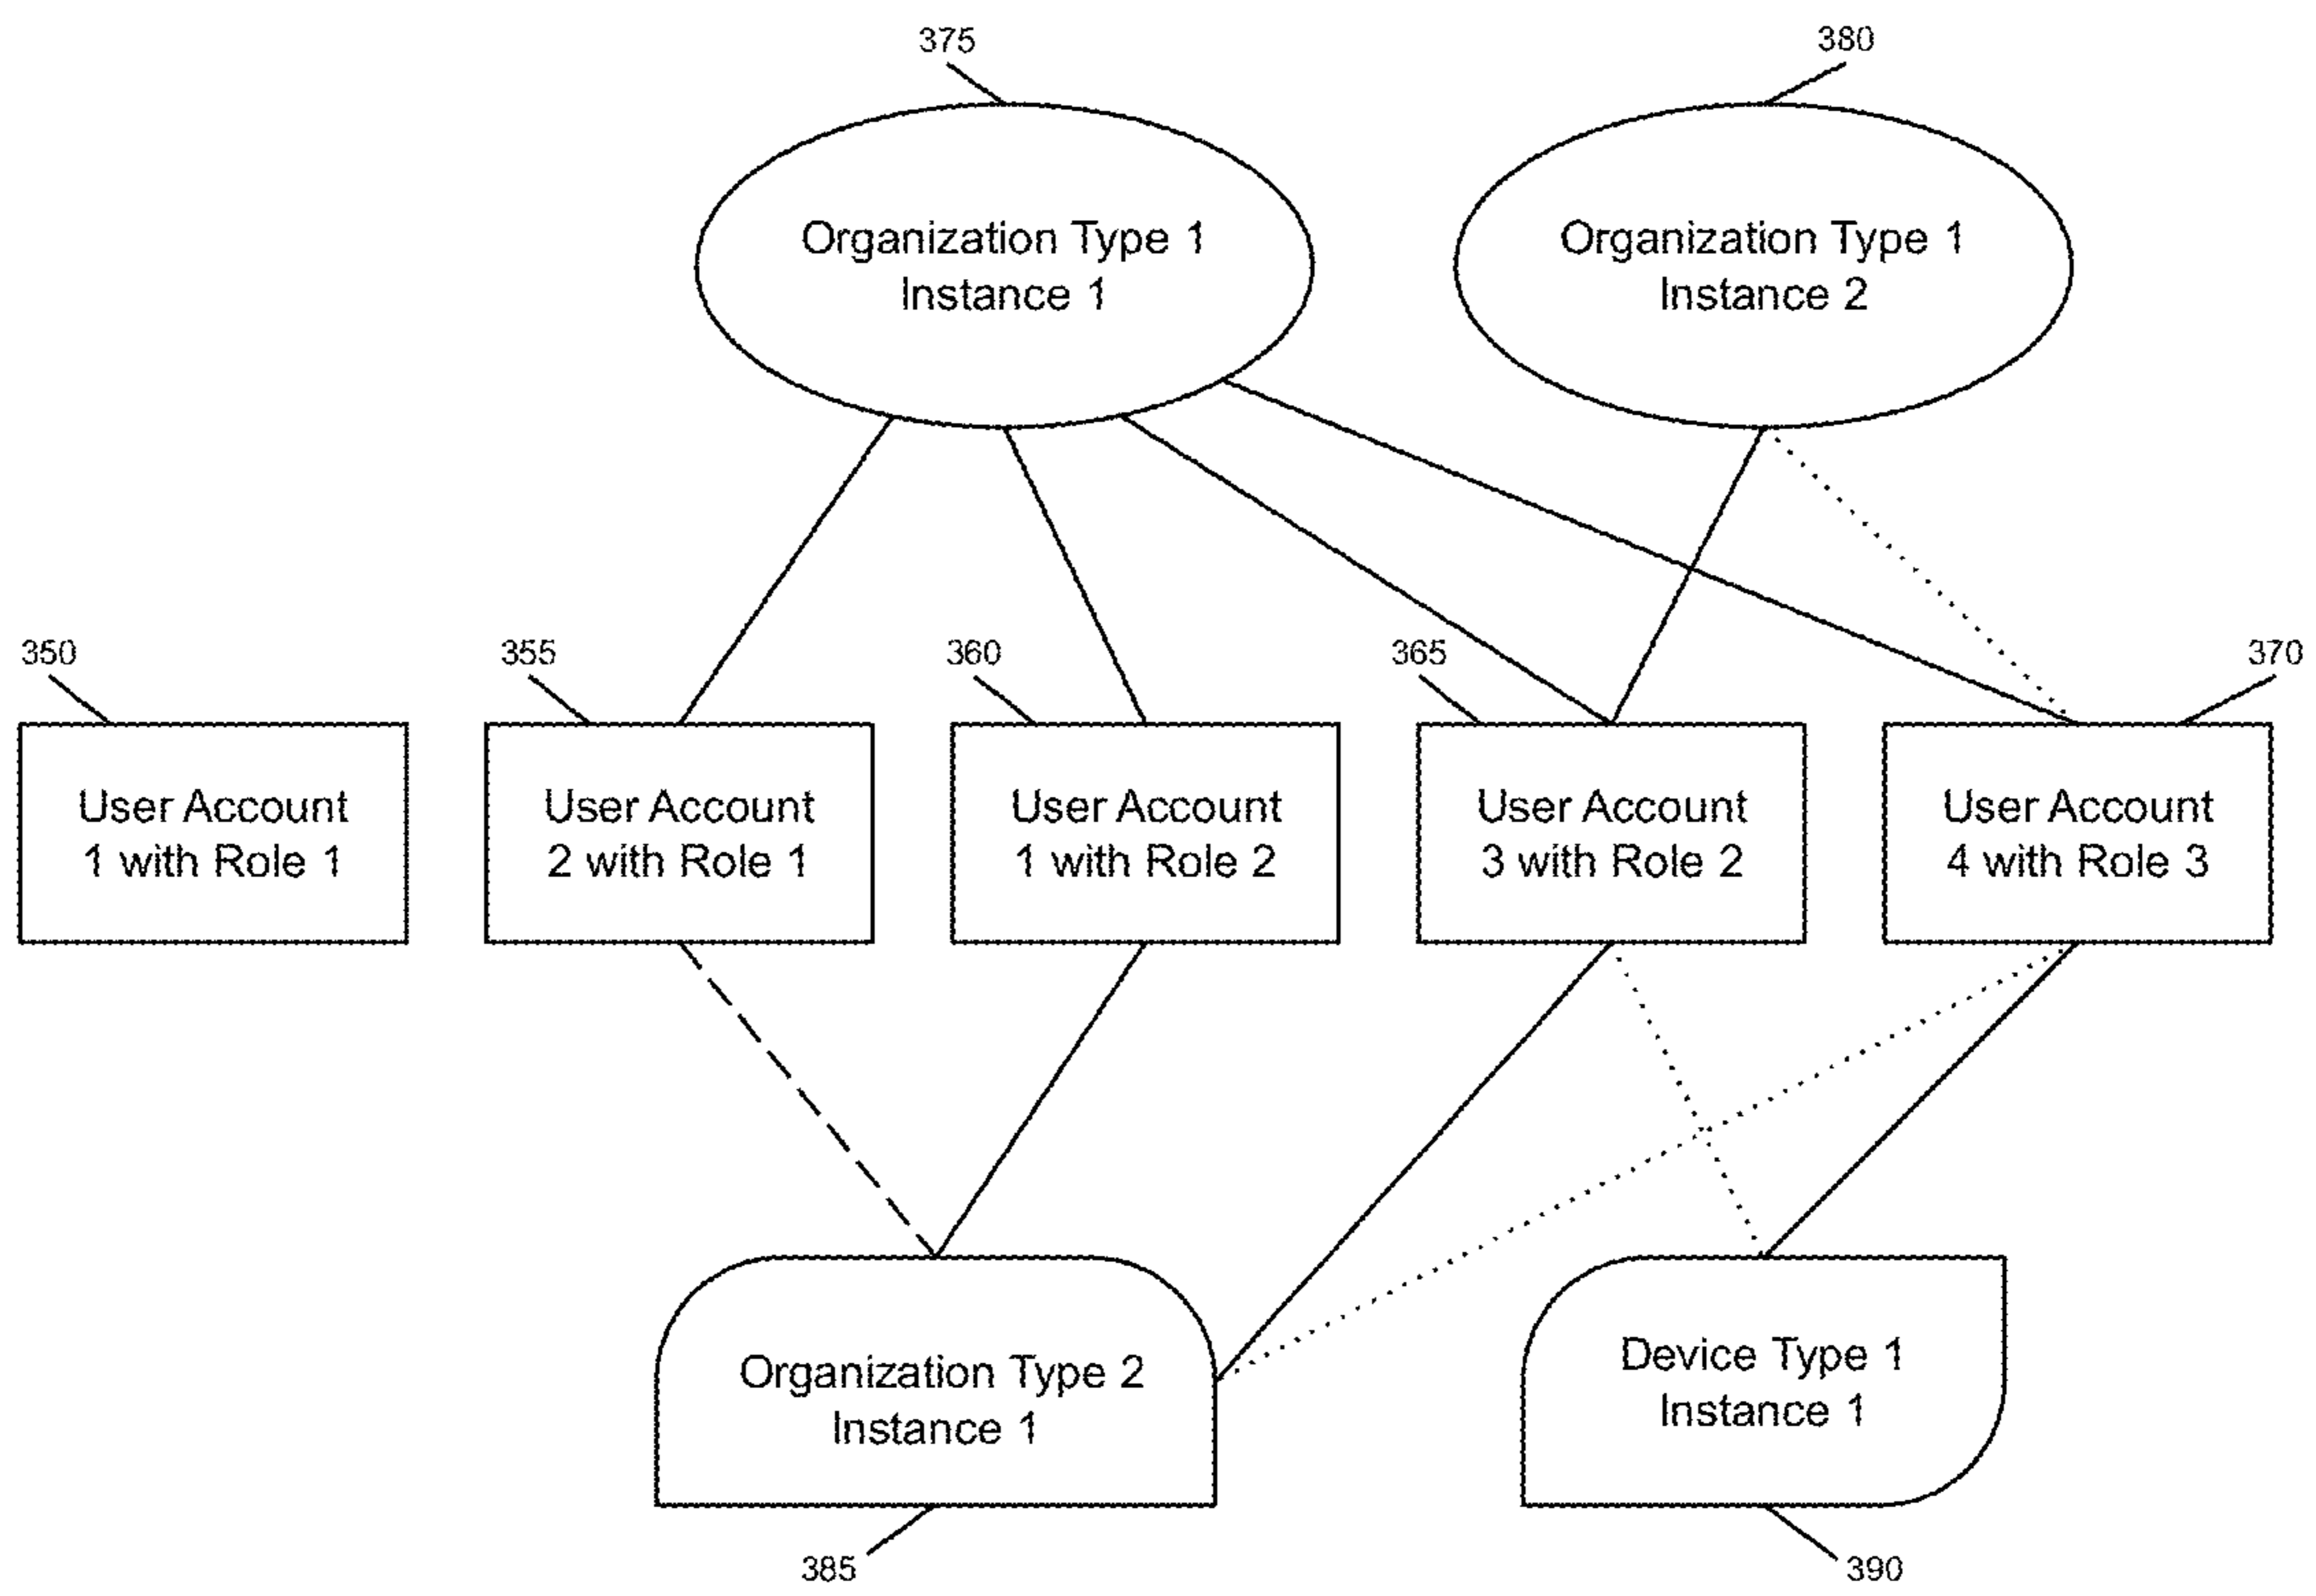 375
380
Organization Type 1
Instance 1
Organization Type 1
Instance 2
350
355
360
365
370
User Account
1 with Role 1
User Account
2 with Role 1
User Account
1 with Role 2
User Account
3 with Role 2
User Account
4 with Role 3
Organization Type 2
Instance 1
Device Type 1
Instance 1
385
390